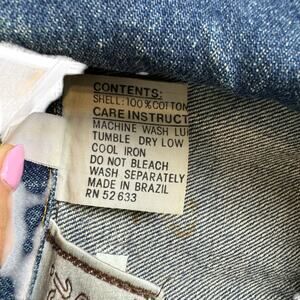 CONTENTS:
SHELL: 100% COTTON
CARE INSTRUCT
MACHINE WASH LU
TUMBLE DRY LOW
COOL IRON
DO NOT BLEACH
WASH SEPARATELY
MADE IN BRAZIL
RN 52633